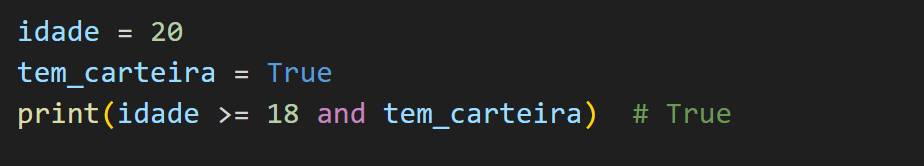 idade = 20
tem_carteira = True
print(idade >= 18 and tem_carteira)  # True